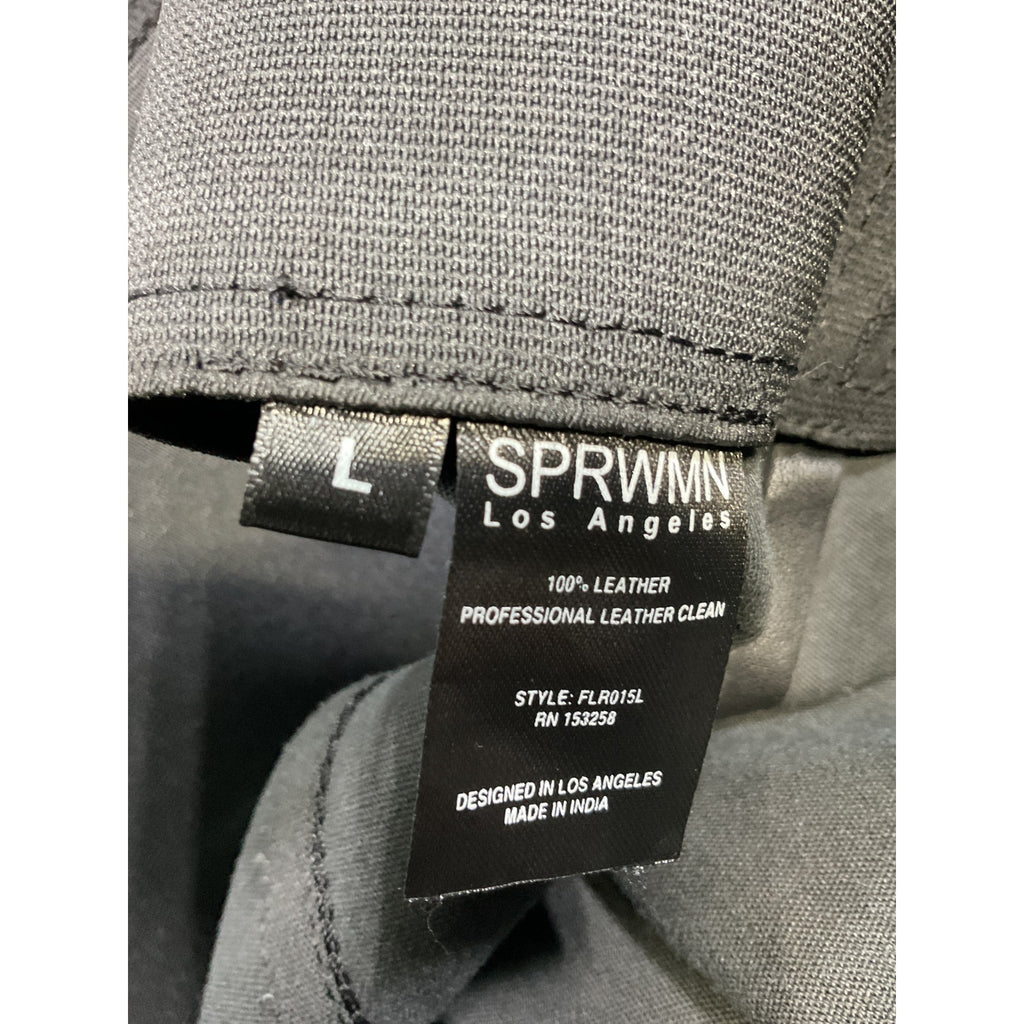 L
SPRWMN
Los Angeles
100% LEATHER
PROFESSIONAL LEATHER CLEAN
STYLE: FLR015L
RN 153258
DESIGNED IN LOS ANGELES
MADE IN INDIA